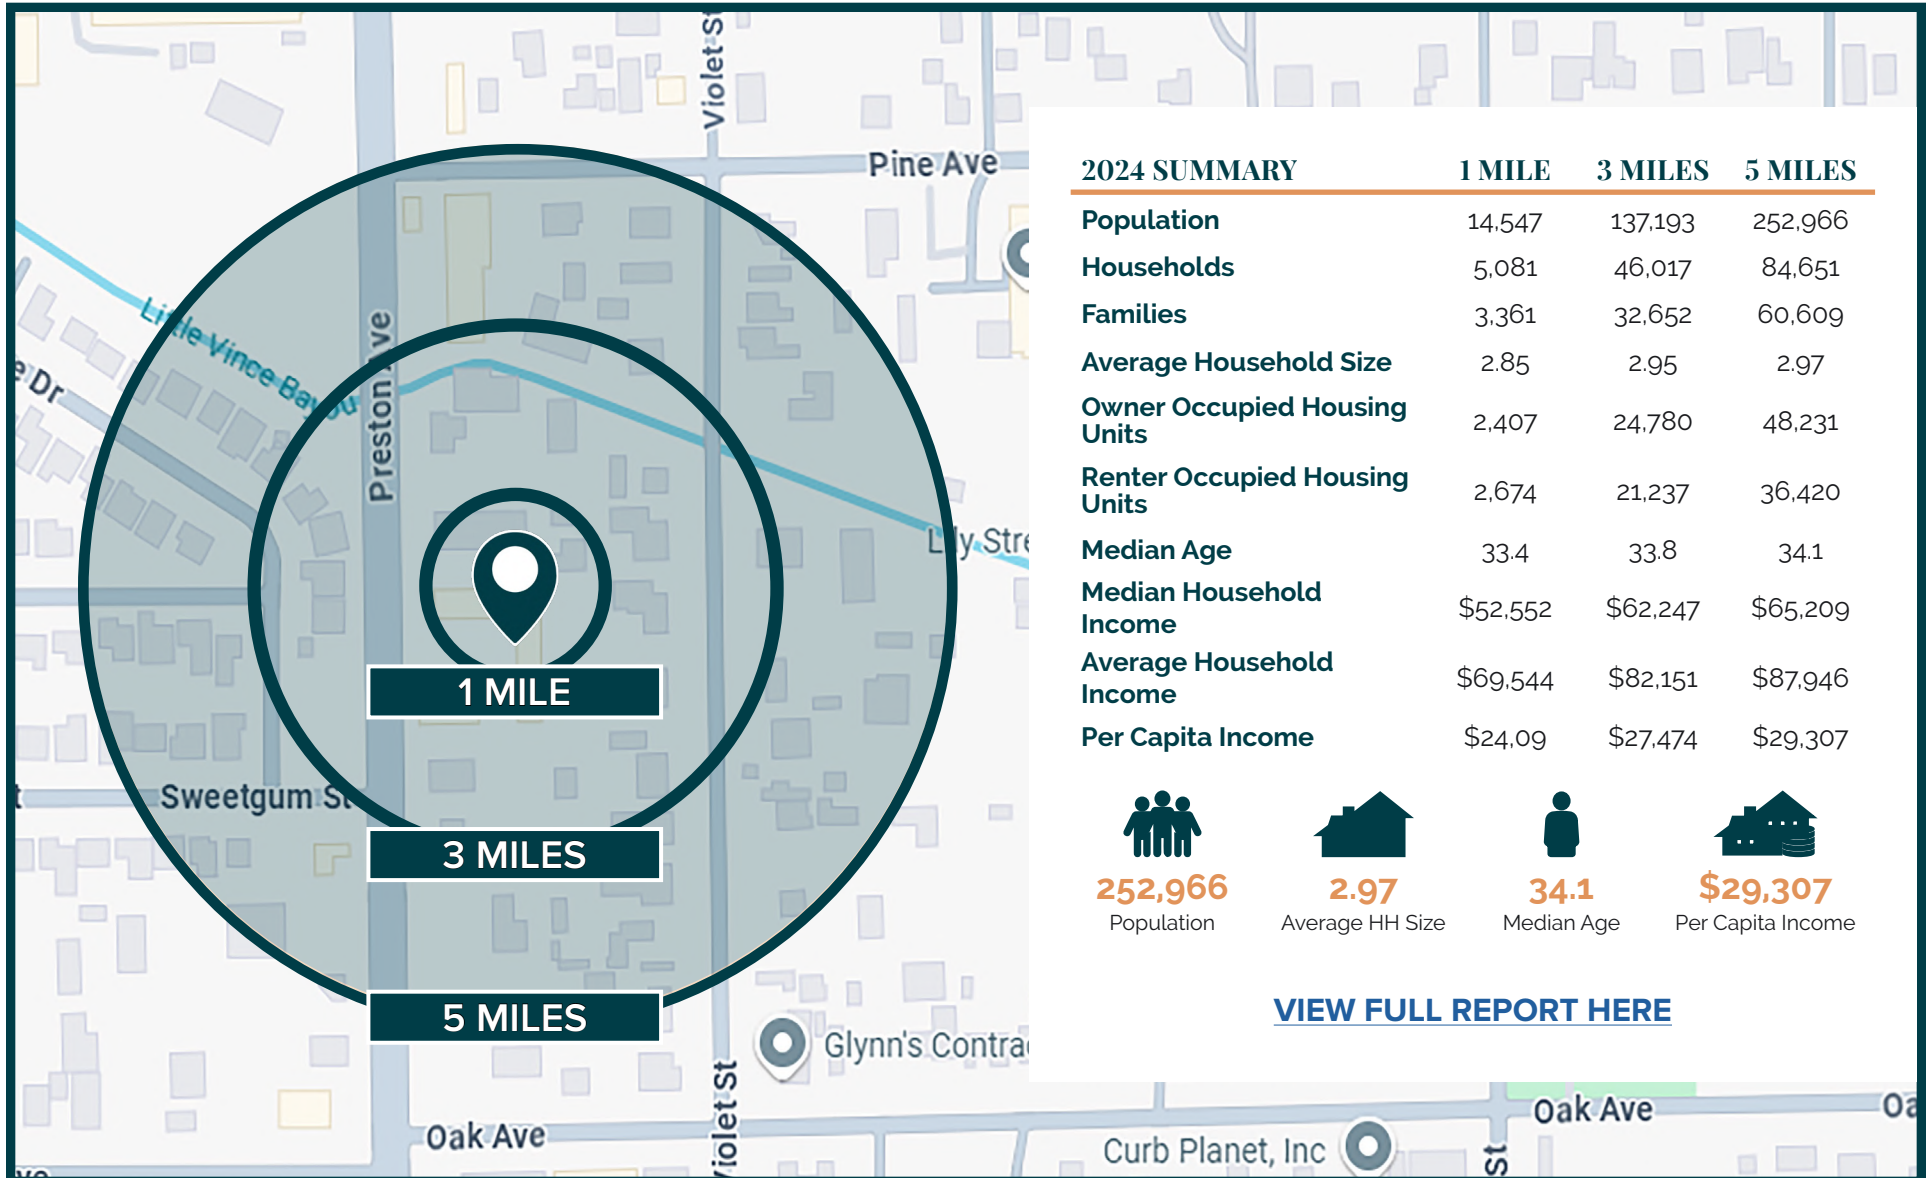 Violet St
Pine Ave
Little Vince Bayou
Preston Ave
e Dr
Lily Stre
1 MILE
Sweetgum St
t
3 MILES
5 MILES
Glynn's Contra
Violet St
Oak Ave
Curb Planet, Inc
Oak Ave
Oa
St
ve
2024 SUMMARY 1 MILE 3 MILES 5 MILES
Population 14,547 137,193 252,966
Households 5,081 46,017 84,651
Families 3,361 32,652 60,609
Average Household Size 2.85 2.95 2.97
Owner Occupied Housing
Units 2,407 24,780 48,231
Renter Occupied Housing
Units 2,674 21,237 36,420
Median Age 33.4 33.8 34.1
Median Household
Income $52,552 $62,247 $65,209
Average Household
Income $69,544 $82,151 $87,946
Per Capita Income $24,09 $27,474 $29,307
252,966 2.97 34.1 $29,307
Population Average HH Size Median Age Per Capita Income
VIEW FULL REPORT HERE